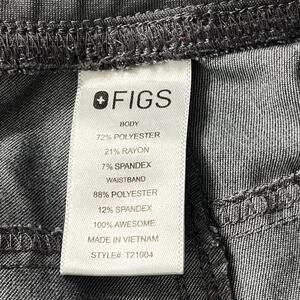 FIGS
BODY
72% POLYESTER
21% RAYON
7% SPANDEX
WAISTBAND
88% POLYESTER
12% SPANDEX
100% AWESOME
MADE IN VIETNAM
STYLE#: T21004